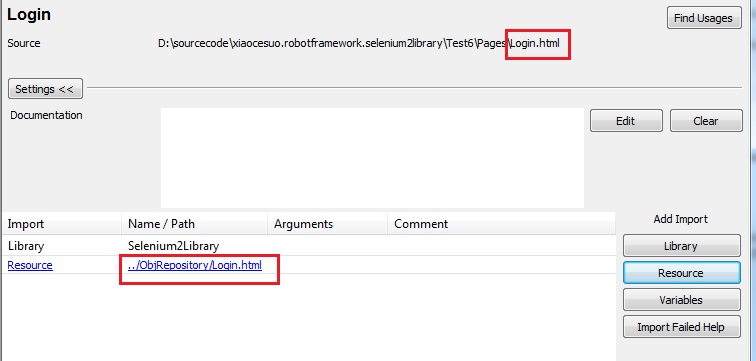 Login
Find Usages
Source D:\sourcecode\xiaocesuo.robotframework.selenium2library\Test6\Pages\Login.html
Settings <<
Documentation
Edit Clear
Import Name / Path Arguments Comment
Add Import
Library Selenium2Library
Library
Resource ../ObjRepository/Login.html
Resource
Variables
Import Failed Help